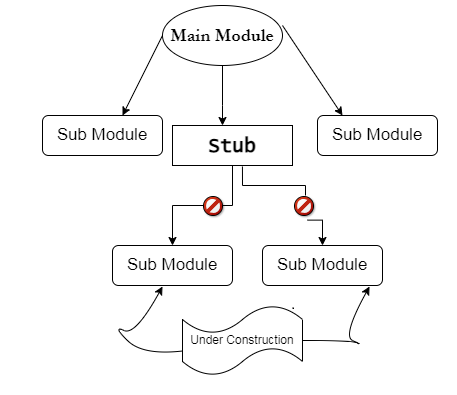 Main Module
Sub Module
Stub
Sub Module
Sub Module
Sub Module
Under Construction